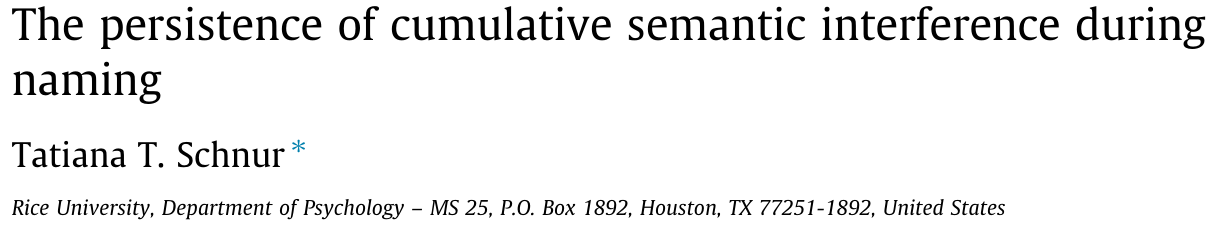 The persistence of cumulative semantic interference during
naming
Tatiana T. Schnur *
Rice University, Department of Psychology – MS 25, P.O. Box 1892, Houston, TX 77251-1892, United States